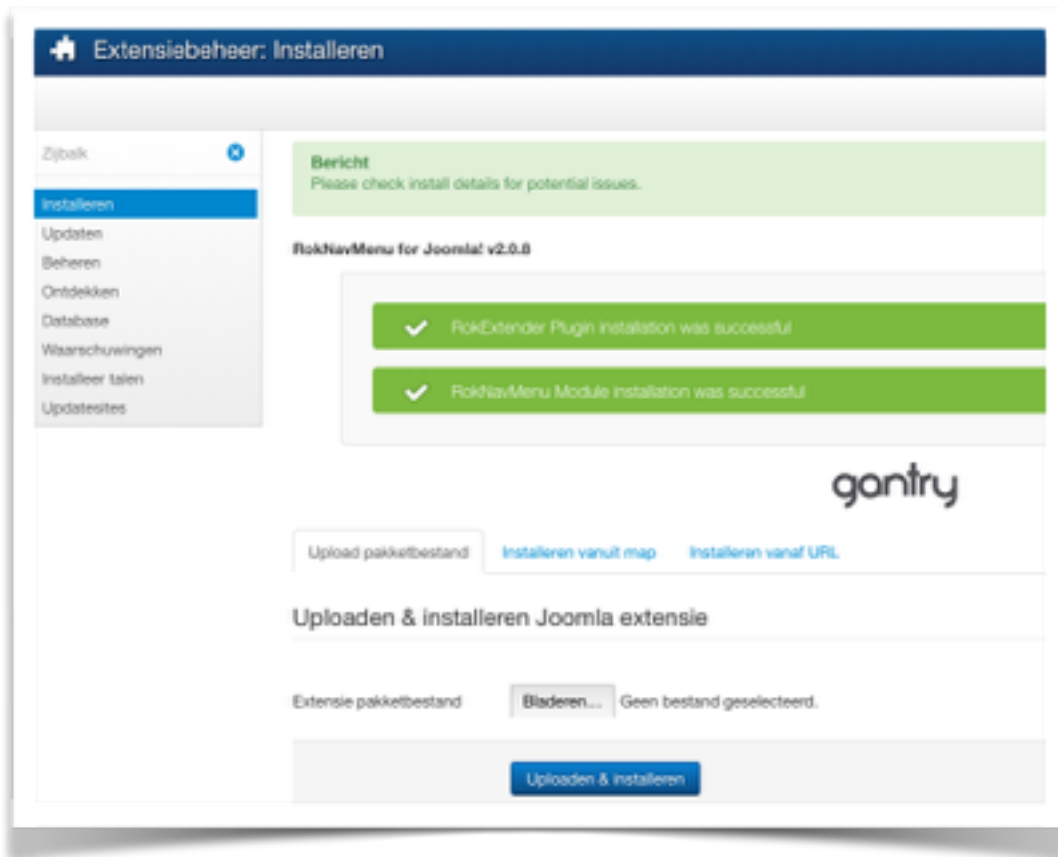 Extensiebeheer: Installeren
Zijbalk
Installeren
Updaten
Beheren
Ontdekken
Database
Waarschuwingen
Installeer talen
Updatesites
Bericht
Please check install details for potential issues.
RokNavMenu for Joomla! v2.0.8
RokExtender Plugin installation was successful
RokNavMenu Module installation was successful
gantry
Upload pakketbestand Installeren vanuit map Installeren vanaf URL
Uploaden & installeren Joomla extensie
Extensie pakketbestand Bladeren... Geen bestand geselecteerd.
Uploaden & installeren